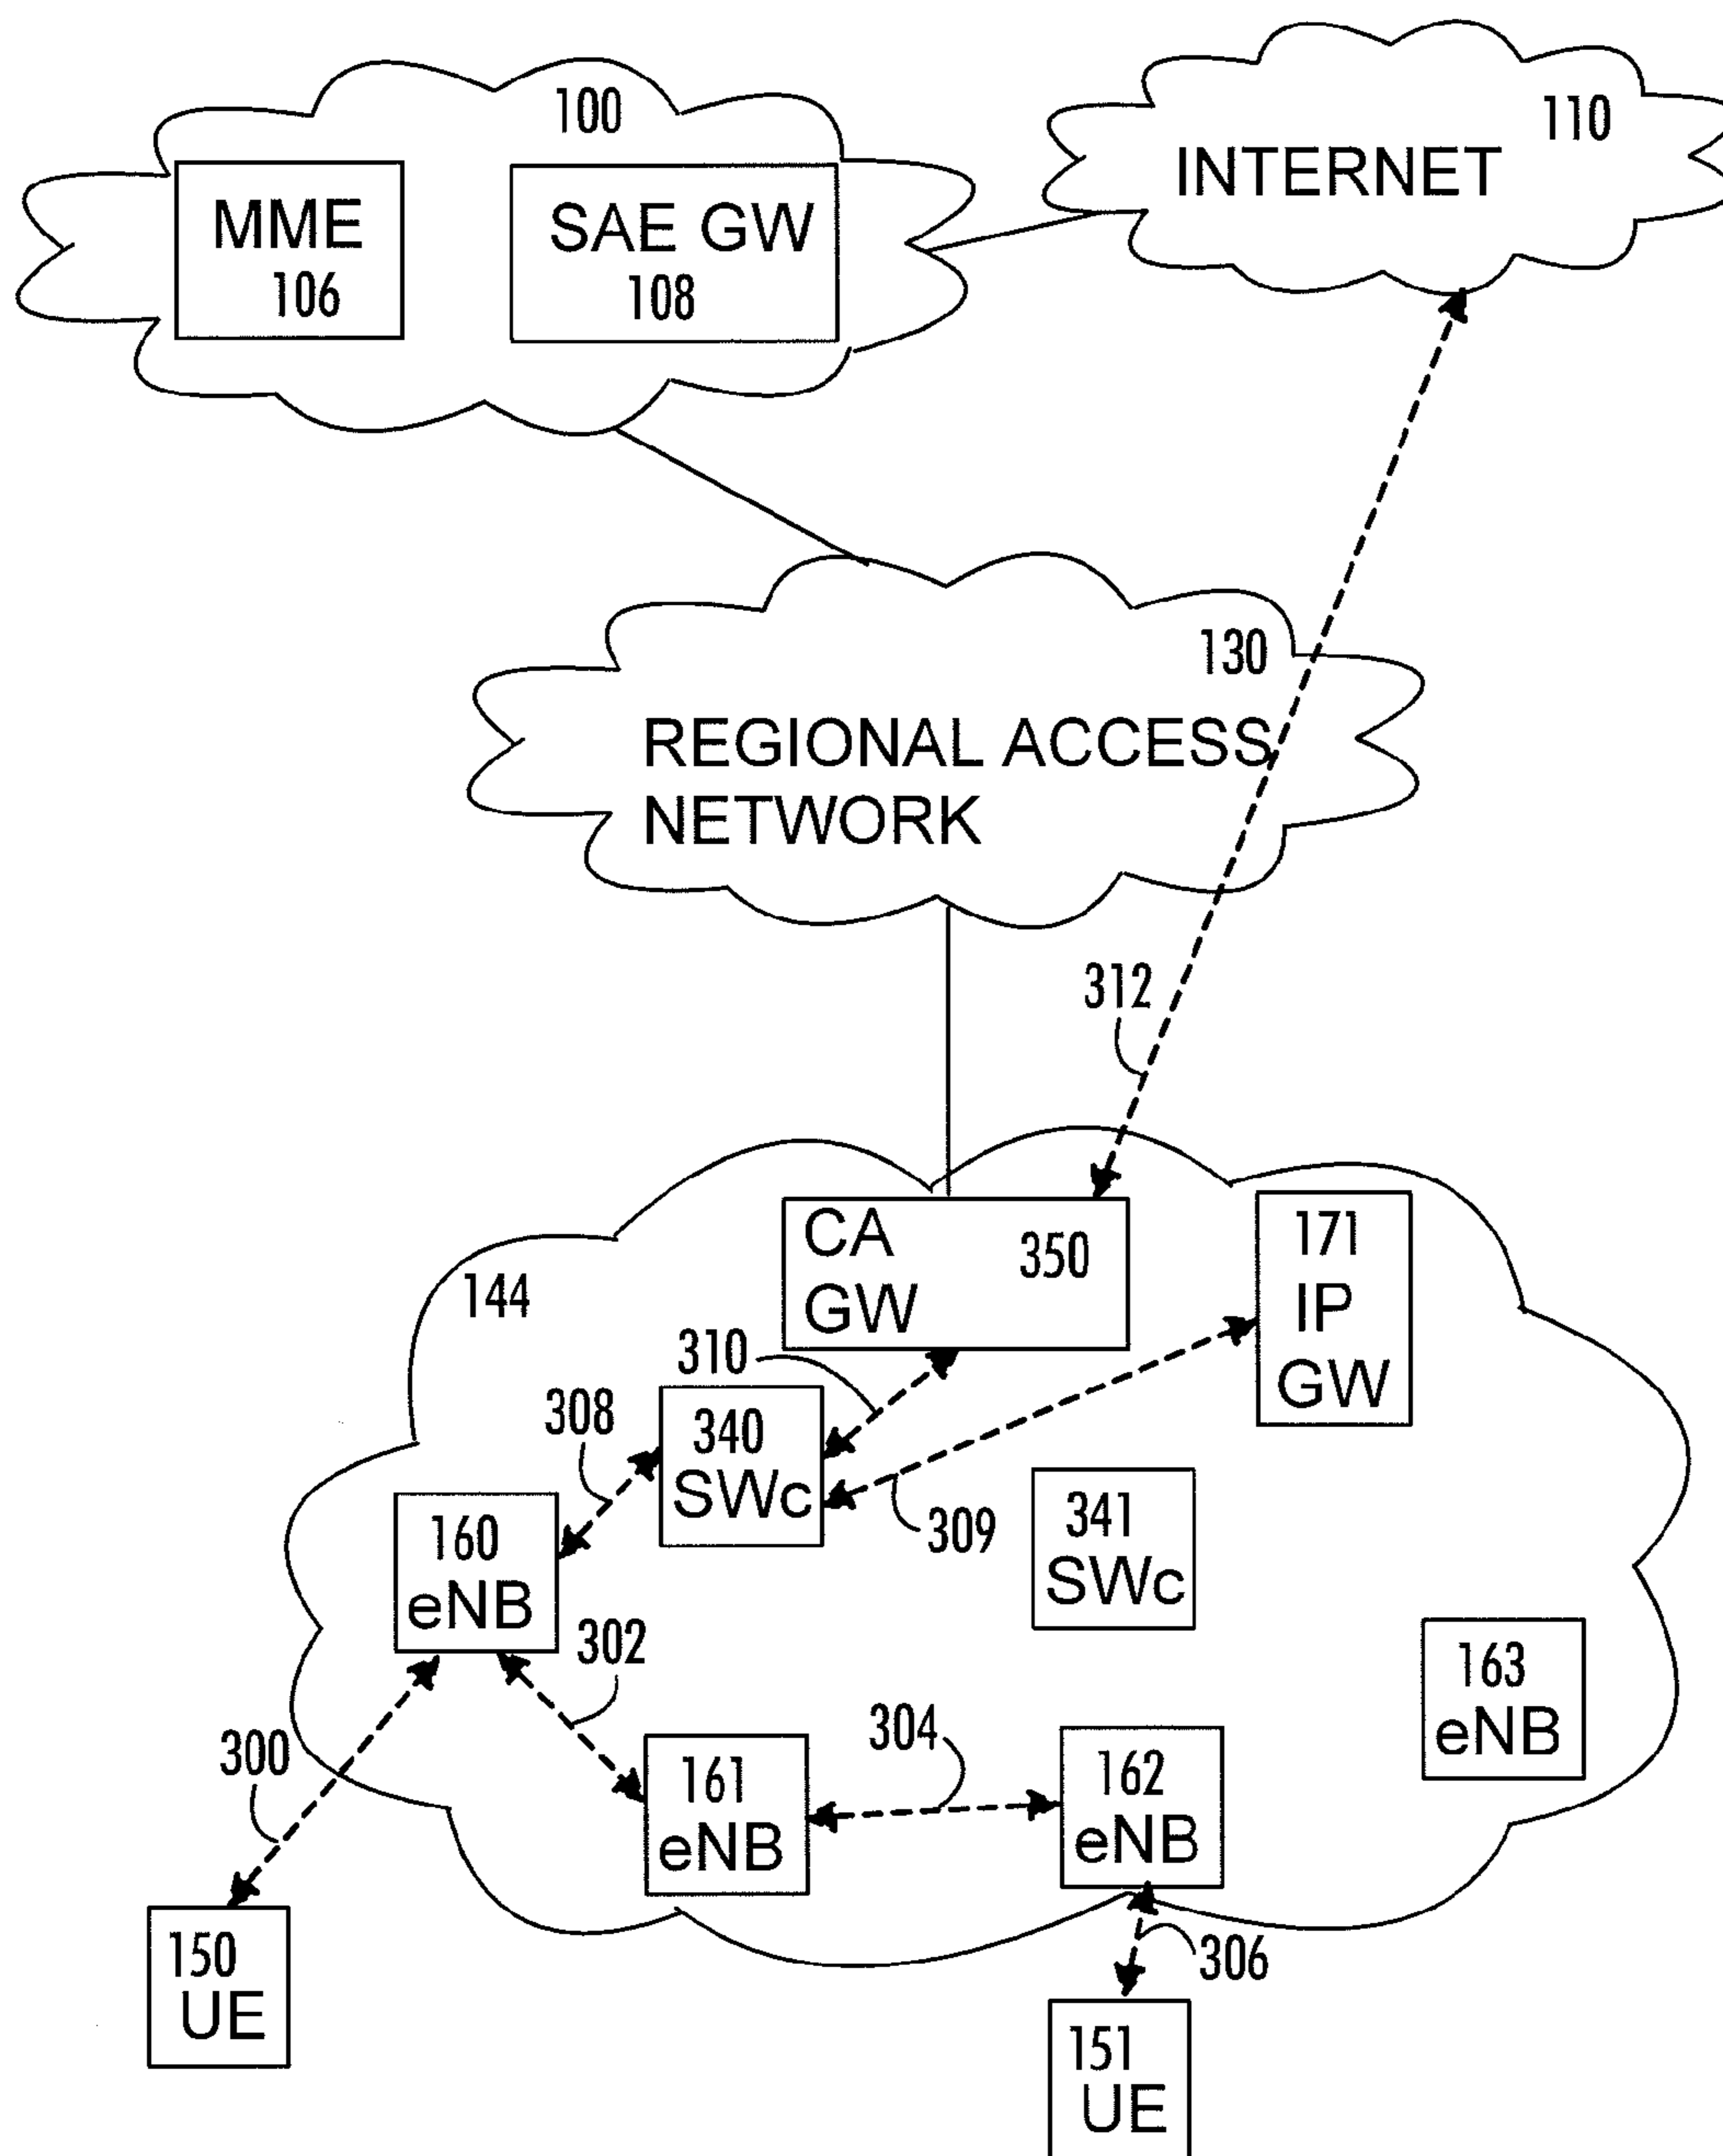 100
MME
106
SAE GW
108
110
INTERNET
130
REGIONAL ACCESS
NETWORK
312
144
CA
GW
350
171
IP
GW
310
308
340
SWc
309
341
SWc
160
eNB
302
163
eNB
300
161
eNB
304
162
eNB
306
150
UE
151
UE